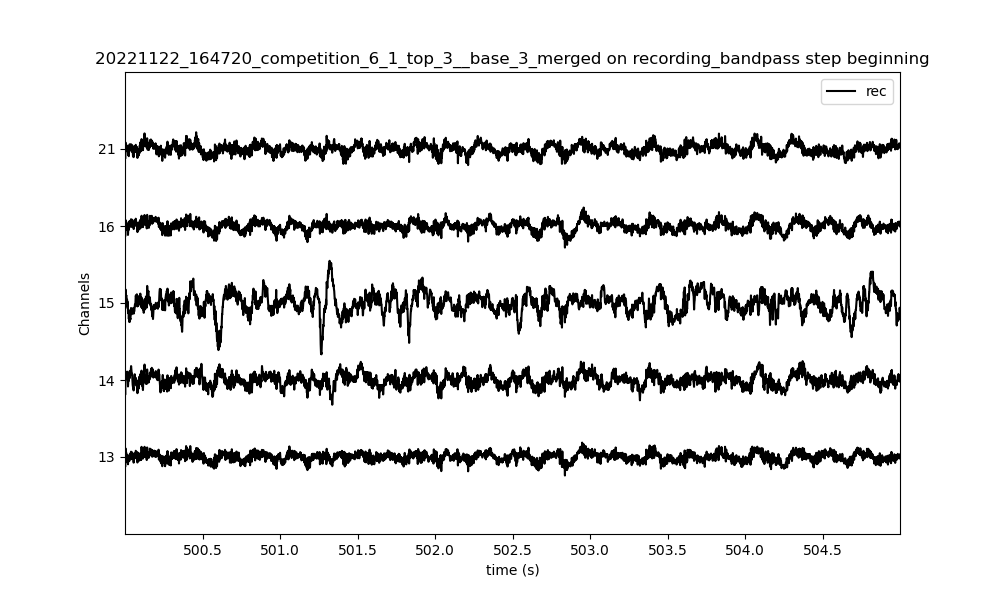 20221122_164720_competition_6_1_top_3__base_3_merged on recording_bandpass step beginning
rec
21
16
15
14
13
Channels
500.5 501.0 501.5 502.0 502.5 503.0 503.5 504.0 504.5
time (s)